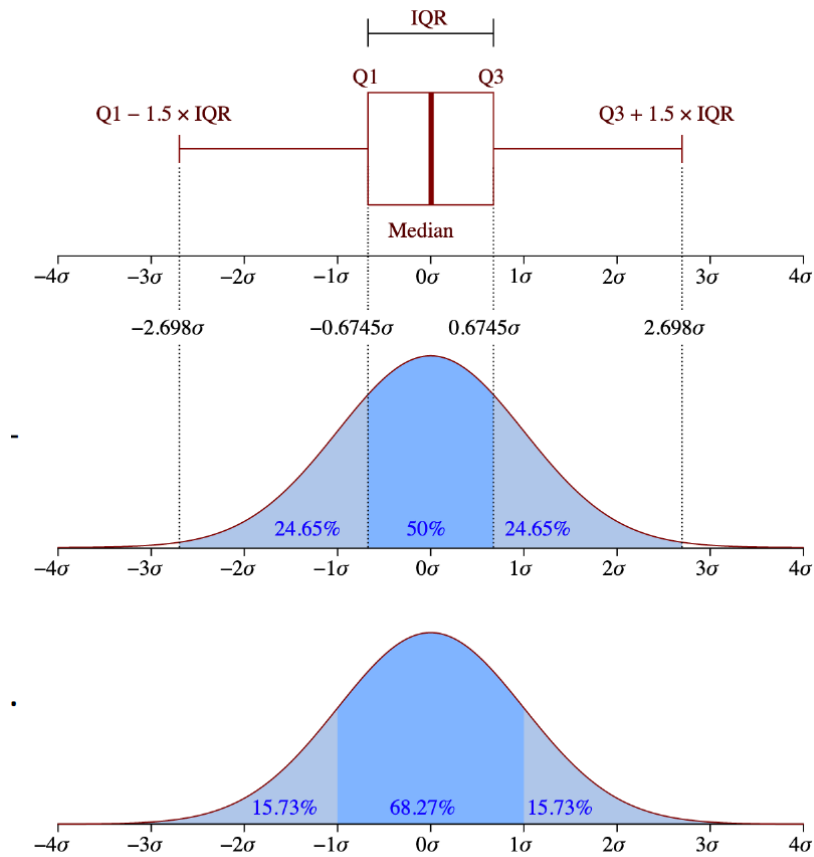 IQR
Q1 Q3
Q1 − 1.5 × IQR Q3 + 1.5 × IQR
Median
−4σ −3σ −2σ −1σ 0σ 1σ 2σ 3σ 4σ
−2.698σ −0.6745σ 0.6745σ 2.698σ
24.65% 50% 24.65%
−4σ −3σ −2σ −1σ 0σ 1σ 2σ 3σ 4σ
15.73% 68.27% 15.73%
−4σ −3σ −2σ −1σ 0σ 1σ 2σ 3σ 4σ